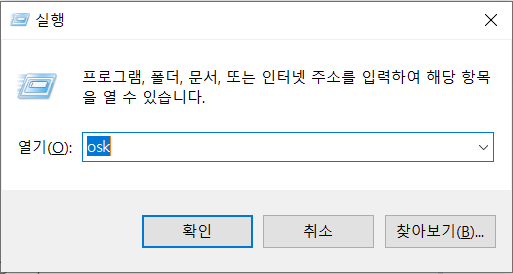 실행
프로그램, 폴더, 문서, 또는 인터넷 주소를 입력하여 해당 항목
을 열 수 있습니다.
열기(O): osk
확인 취소 찾아보기(B)...